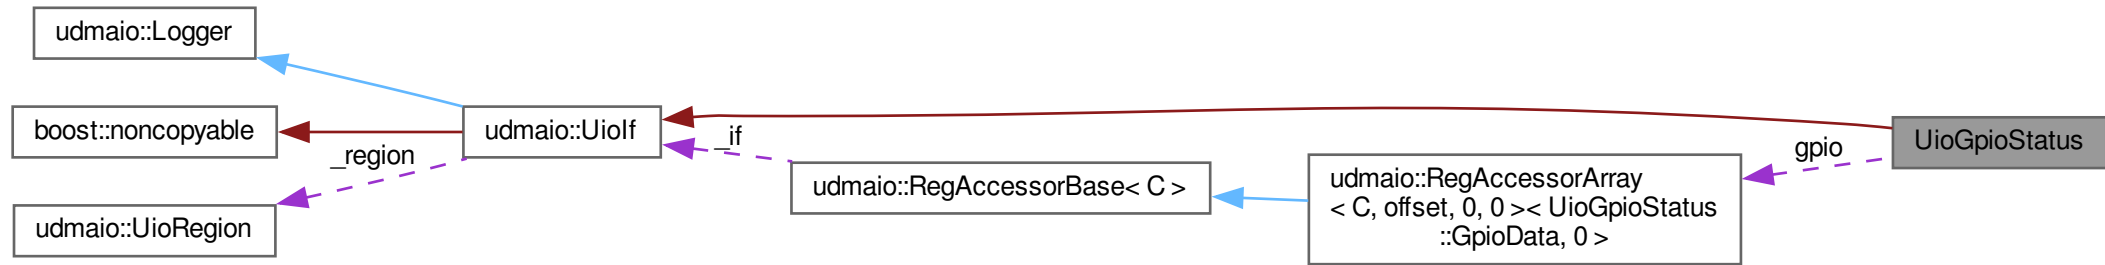 udmaio::Logger
boost::noncopyable
_region
udmaio::UioRegion
udmaio::UioIf
_if
udmaio::RegAccessorBase< C >
udmaio::RegAccessorArray
< C, offset, 0, 0 >< UioGpioStatus
::GpioData, 0 >
gpio
UioGpioStatus